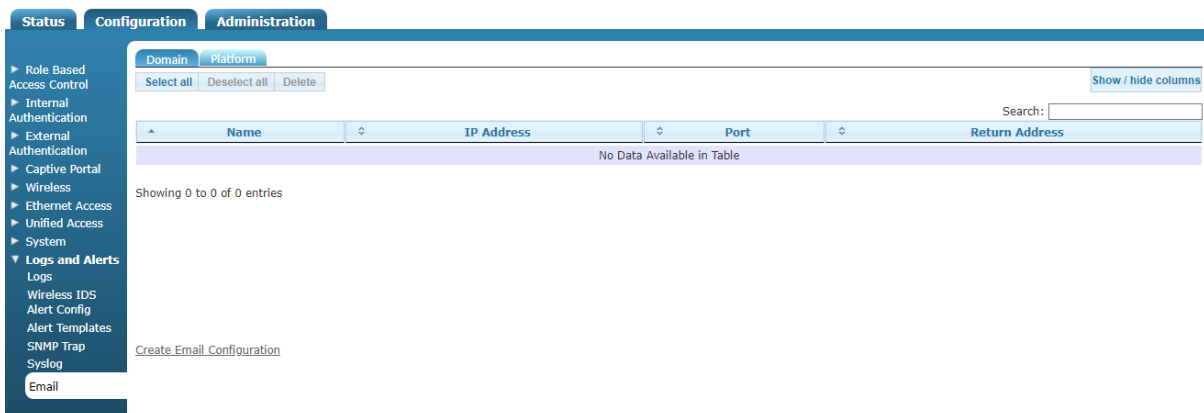 Status Configuration Administration
Role Based
Access Control
Internal
Authentication
External
Authentication
Captive Portal
Wireless
Ethernet Access
Unified Access
System
Logs and Alerts
Logs
Wireless IDS
Alert Config
Alert Templates
SNMP Trap
Syslog
Email
Domain Platform
Select all Deselect all Delete Show / hide columns
Search:
Name IP Address Port Return Address
No Data Available in Table
Showing 0 to 0 of 0 entries
Create Email Configuration